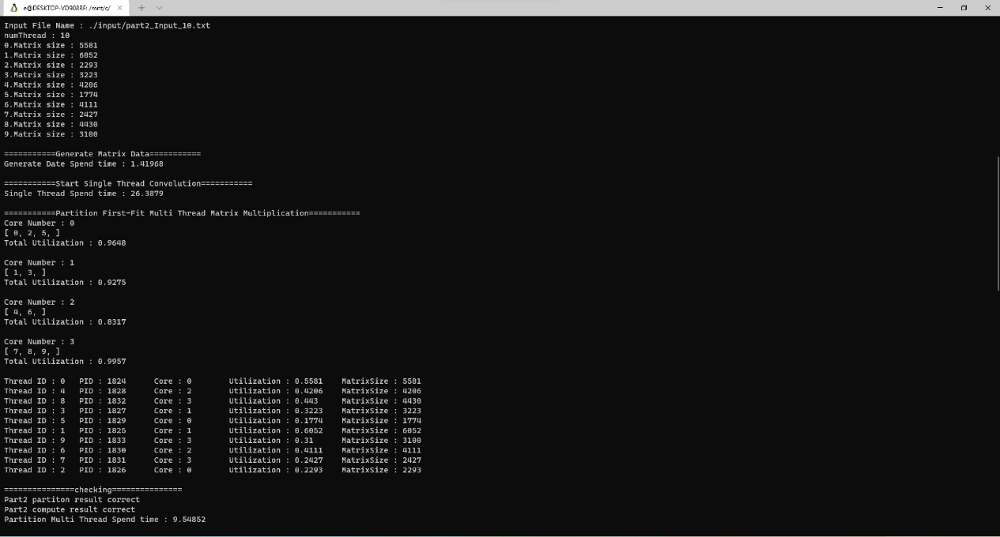 e@DESKTOP-VD908RF: /mnt/c/
Input File Name : ./input/part2_Input_10.txt
numThread : 10
0.Matrix size : 5581
1.Matrix size : 6052
2.Matrix size : 2293
3.Matrix size : 3223
4.Matrix size : 4206
5.Matrix size : 1774
6.Matrix size : 4111
7.Matrix size : 2427
8.Matrix size : 4430
9.Matrix size : 3100
===========Generate Matrix Data===========
Generate Date Spend time : 1.41968
===========Start Single Thread Convolution===========
Single Thread Spend time : 26.3879
===========Partition First-Fit Multi Thread Matrix Multiplication===========
Core Number : 0
[ 0, 2, 5, ]
Total Utilization : 0.9648
Core Number : 1
[ 1, 3, ]
Total Utilization : 0.9275
Core Number : 2
[ 4, 6, ]
Total Utilization : 0.8317
Core Number : 3
[ 7, 8, 9, ]
Total Utilization : 0.9957
Thread ID : 0 PID : 1824 Core : 0 Utilization : 0.5581 MatrixSize : 5581
Thread ID : 4 PID : 1828 Core : 2 Utilization : 0.4206 MatrixSize : 4206
Thread ID : 8 PID : 1832 Core : 3 Utilization : 0.443 MatrixSize : 4430
Thread ID : 3 PID : 1827 Core : 1 Utilization : 0.3223 MatrixSize : 3223
Thread ID : 5 PID : 1829 Core : 0 Utilization : 0.1774 MatrixSize : 1774
Thread ID : 1 PID : 1825 Core : 1 Utilization : 0.6052 MatrixSize : 6052
Thread ID : 9 PID : 1833 Core : 3 Utilization : 0.31 MatrixSize : 3100
Thread ID : 6 PID : 1830 Core : 2 Utilization : 0.4111 MatrixSize : 4111
Thread ID : 7 PID : 1831 Core : 3 Utilization : 0.2427 MatrixSize : 2427
Thread ID : 2 PID : 1826 Core : 0 Utilization : 0.2293 MatrixSize : 2293
===============checking===============
Part2 partiton result correct
Part2 compute result correct
Partition Multi Thread Spend time : 9.54852